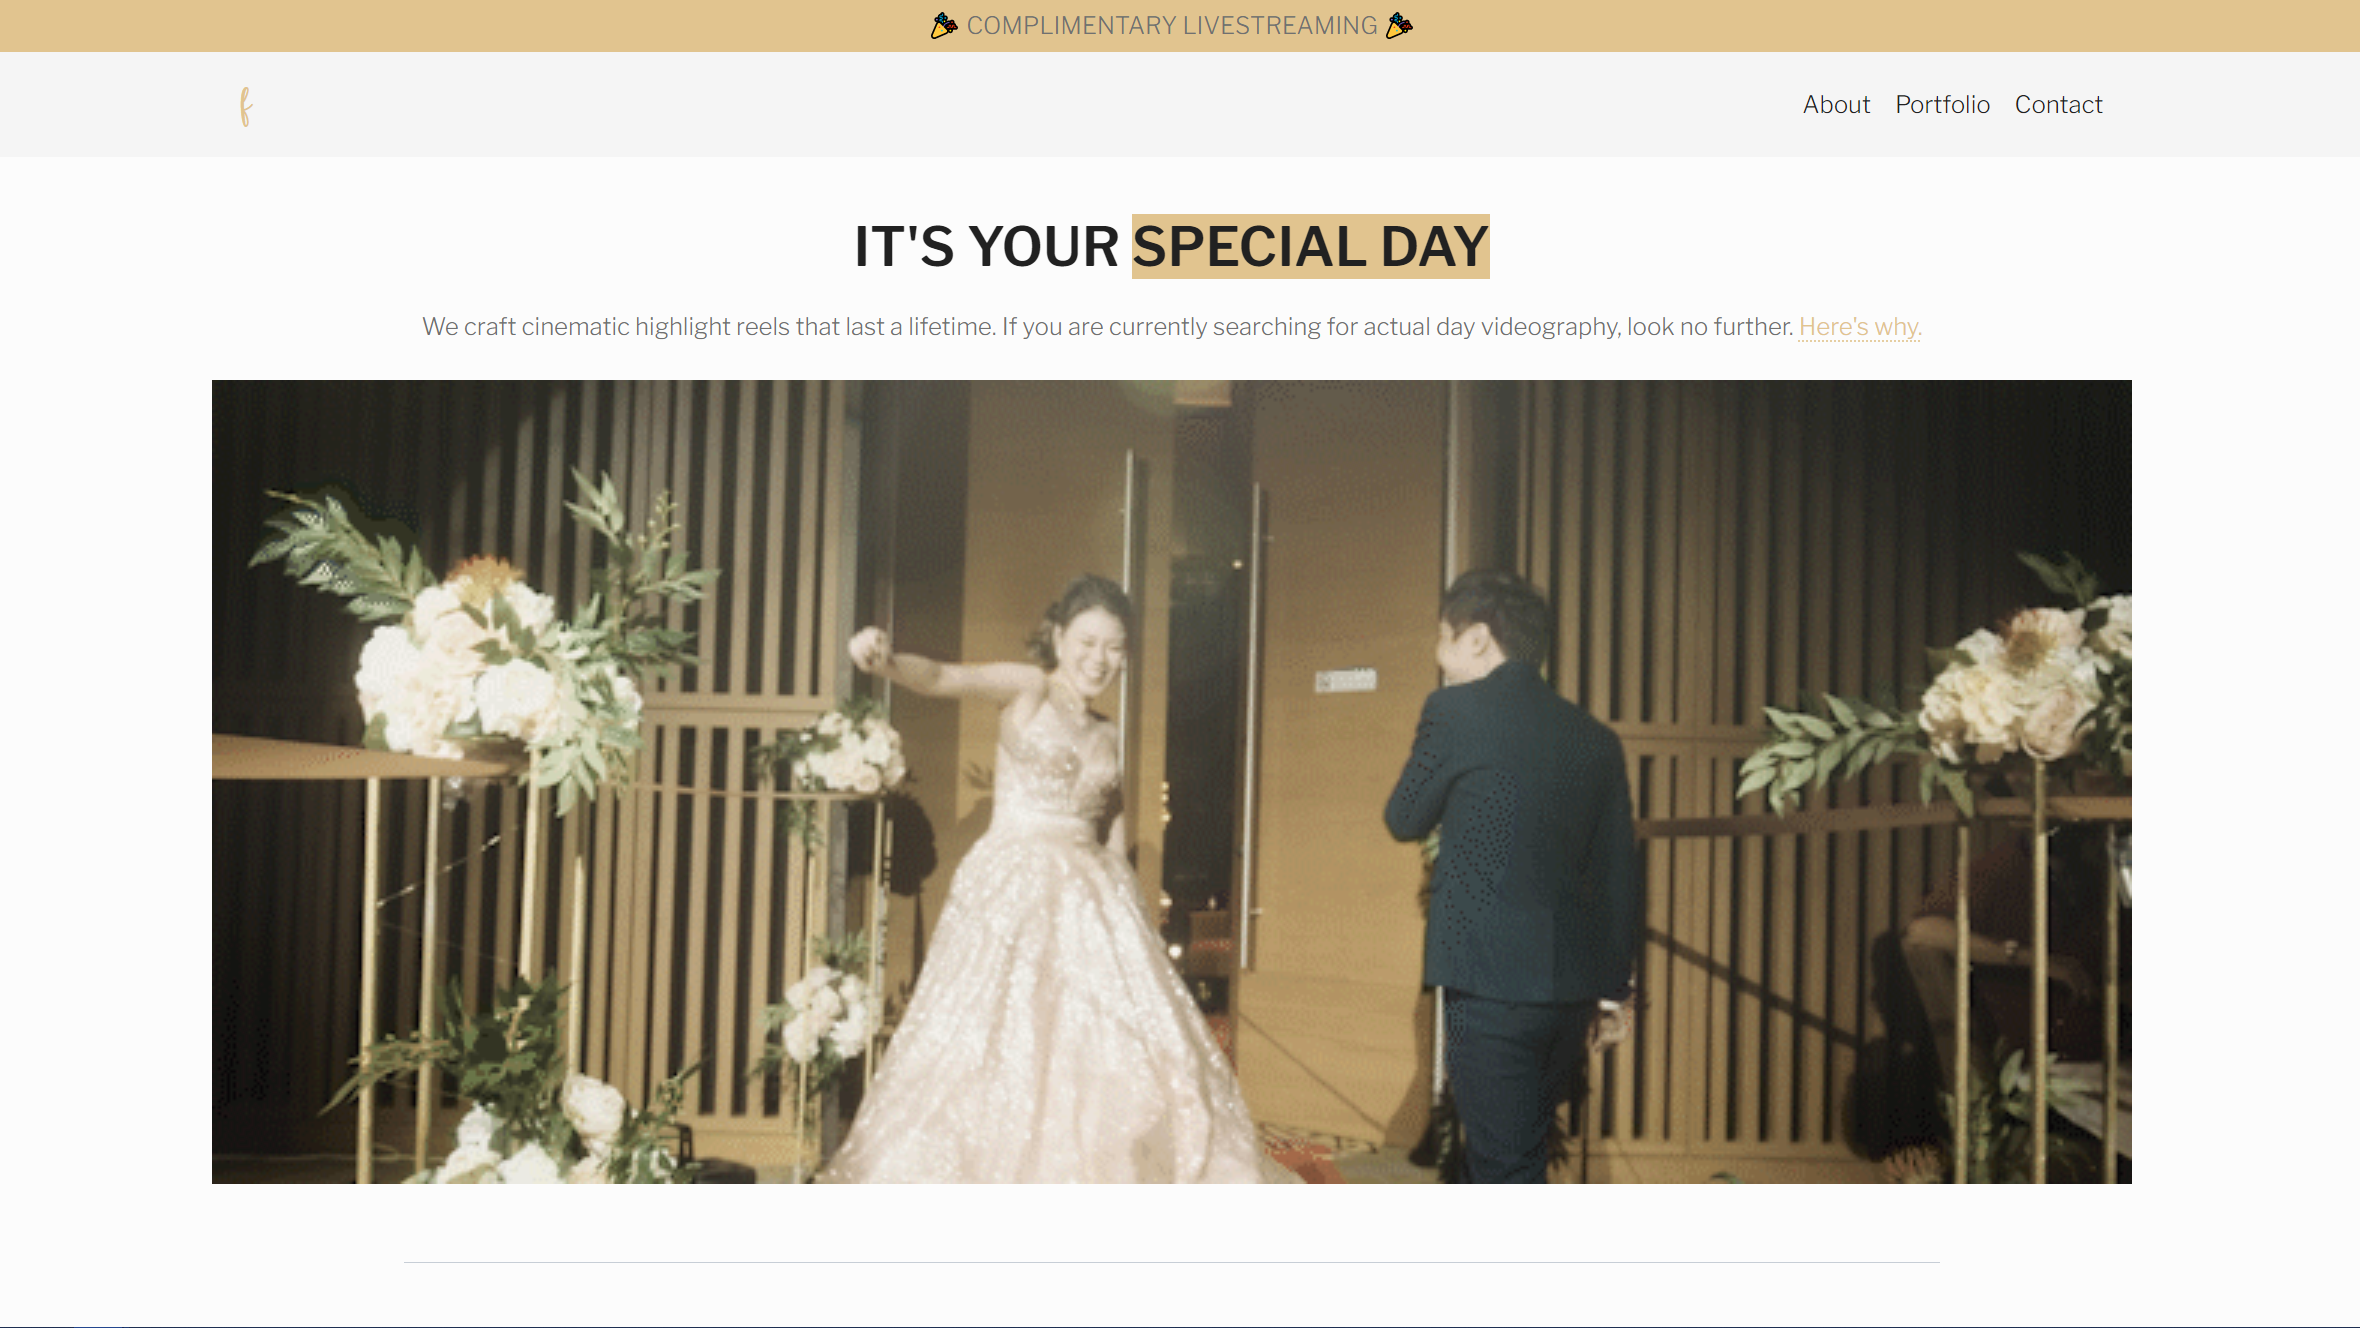 🎉 COMPLIMENTARY LIVESTREAMING 🎉
f
About Portfolio Contact
IT'S YOUR SPECIAL DAY
We craft cinematic highlight reels that last a lifetime. If you are currently searching for actual day videography, look no further. Here's why.